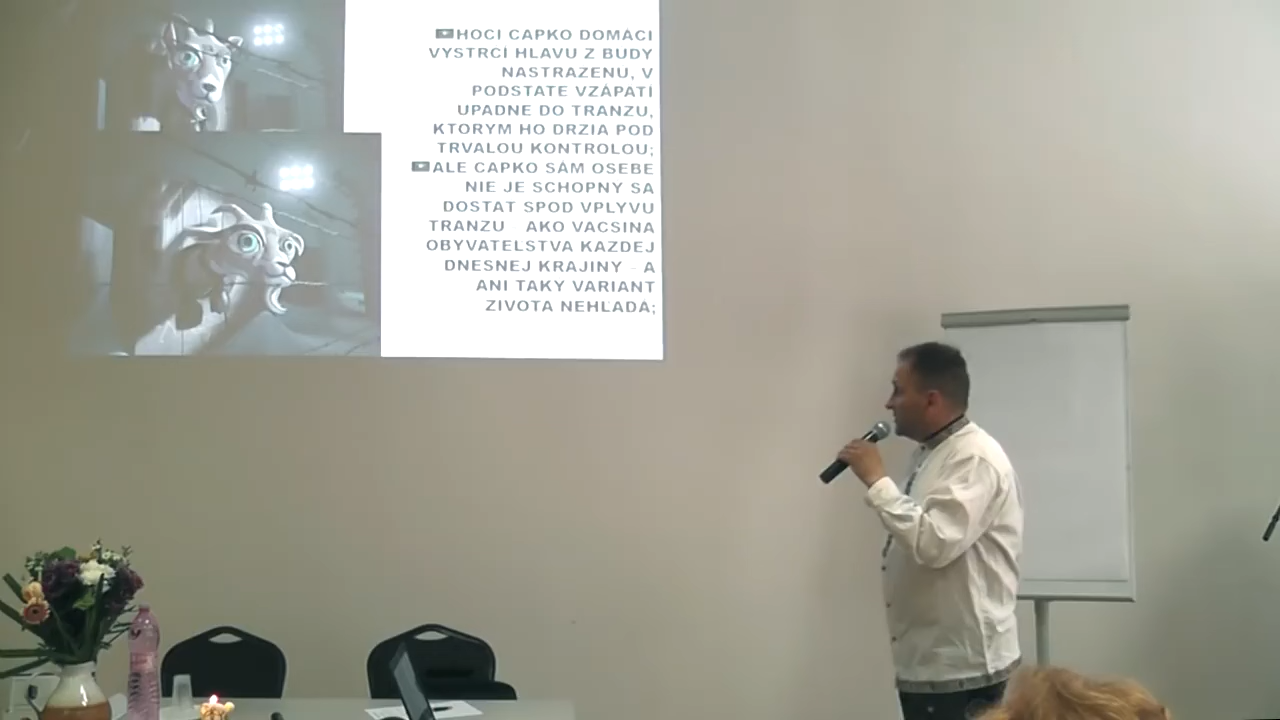 HOCI CAPKO DOMACI
VYSTRCI HLAVU Z BUDY
NASTRAZENU, V
PODSTATE VZAPATI
UPADNE DO TRANZU,
KTORYM HO DRZIA POD
TRVALOU KONTROLOU;
ALE CAPKO SAM OSEBE
NIE JE SCHOPNY SA
DOSTAT SPOD VPLYVU
TRANZU AKO VACSINA
OBYVATELSTVA KAZDEJ
DNESNEJ KRAJINY - A
ANI TAKY VARIANT
ZIVOTA NEHLADA;